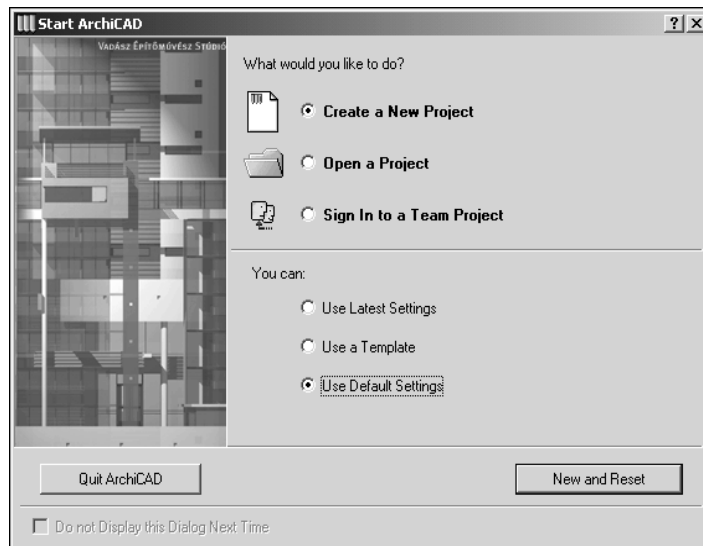 Start ArchiCAD
VADÁSZ ÉPÍTŐMŰVÉSZ STÚDIÓ
What would you like to do?
Create a New Project
Open a Project
Sign In to a Team Project
You can:
Use Latest Settings
Use a Template
Use Default Settings
Quit ArchiCAD
New and Reset
Do not Display this Dialog Next Time